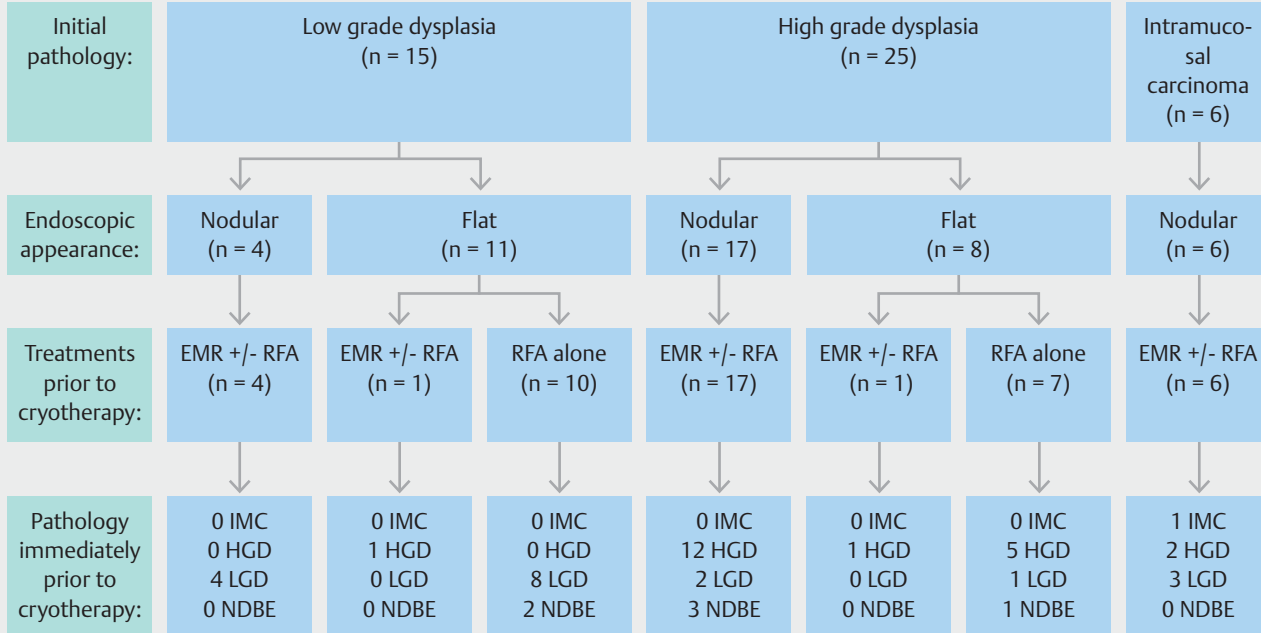 Initial
pathology:
Low grade dysplasia
(n = 15)
High grade dysplasia
(n = 25)
Intramuco-
sal
carcinoma
(n = 6)
Endoscopic
appearance:
Nodular
(n = 4)
Flat
(n = 11)
Nodular
(n = 17)
Flat
(n = 8)
Nodular
(n = 6)
Treatments
prior to
cryotherapy:
EMR +/- RFA
(n = 4)
EMR +/- RFA
(n = 1)
RFA alone
(n = 10)
EMR +/- RFA
(n = 17)
EMR +/- RFA
(n = 1)
RFA alone
(n = 7)
EMR +/- RFA
(n = 6)
Pathology
immediately
prior to
cryotherapy:
0 IMC
0 HGD
4 LGD
0 NDBE
0 IMC
1 HGD
0 LGD
0 NDBE
0 IMC
0 HGD
8 LGD
2 NDBE
0 IMC
12 HGD
2 LGD
3 NDBE
0 IMC
1 HGD
0 LGD
0 NDBE
0 IMC
5 HGD
1 LGD
1 NDBE
1 IMC
2 HGD
3 LGD
0 NDBE